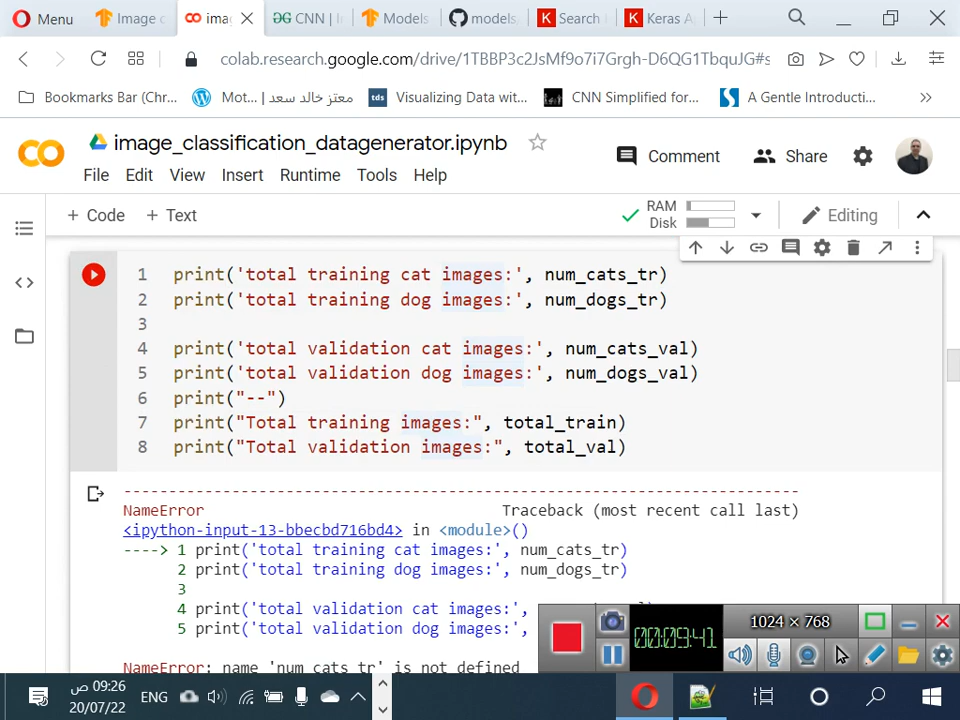 Menu
Image c
imag
CNN | I
Models
models,
Search
Keras A
colab.research.google.com/drive/1TBBP3c2JsMf9o7i7Grgh-D6QG1TbquJG#s
Bookmarks Bar (Chr...
Mot... | معتز خالد سعد
tds
Visualizing Data wit...
CNN Simplified for...
A Gentle Introducti...
image_classification_datagenerator.ipynb
Comment
Share
File Edit View Insert Runtime Tools Help
+ Code + Text
RAM
Disk
Editing
1 print('total training cat images:', num_cats_tr)
2 print('total training dog images:', num_dogs_tr)
3
4 print('total validation cat images:', num_cats_val)
5 print('total validation dog images:', num_dogs_val)
6 print("--")
7 print("Total training images:", total_train)
8 print("Total validation images:", total_val)
---------------------------------------------------------------------------
NameError Traceback (most recent call last)
<ipython-input-13-bbecbd716bd4> in <module>()
----> 1 print('total training cat images:', num_cats_tr)
2 print('total training dog images:', num_dogs_tr)
3
4 print('total validation cat images:',
5 print('total validation dog images:',
NameError: name 'num_cats_tr' is not defined
00:09:41
1024 × 768
09:26 ص
20/07/22
ENG